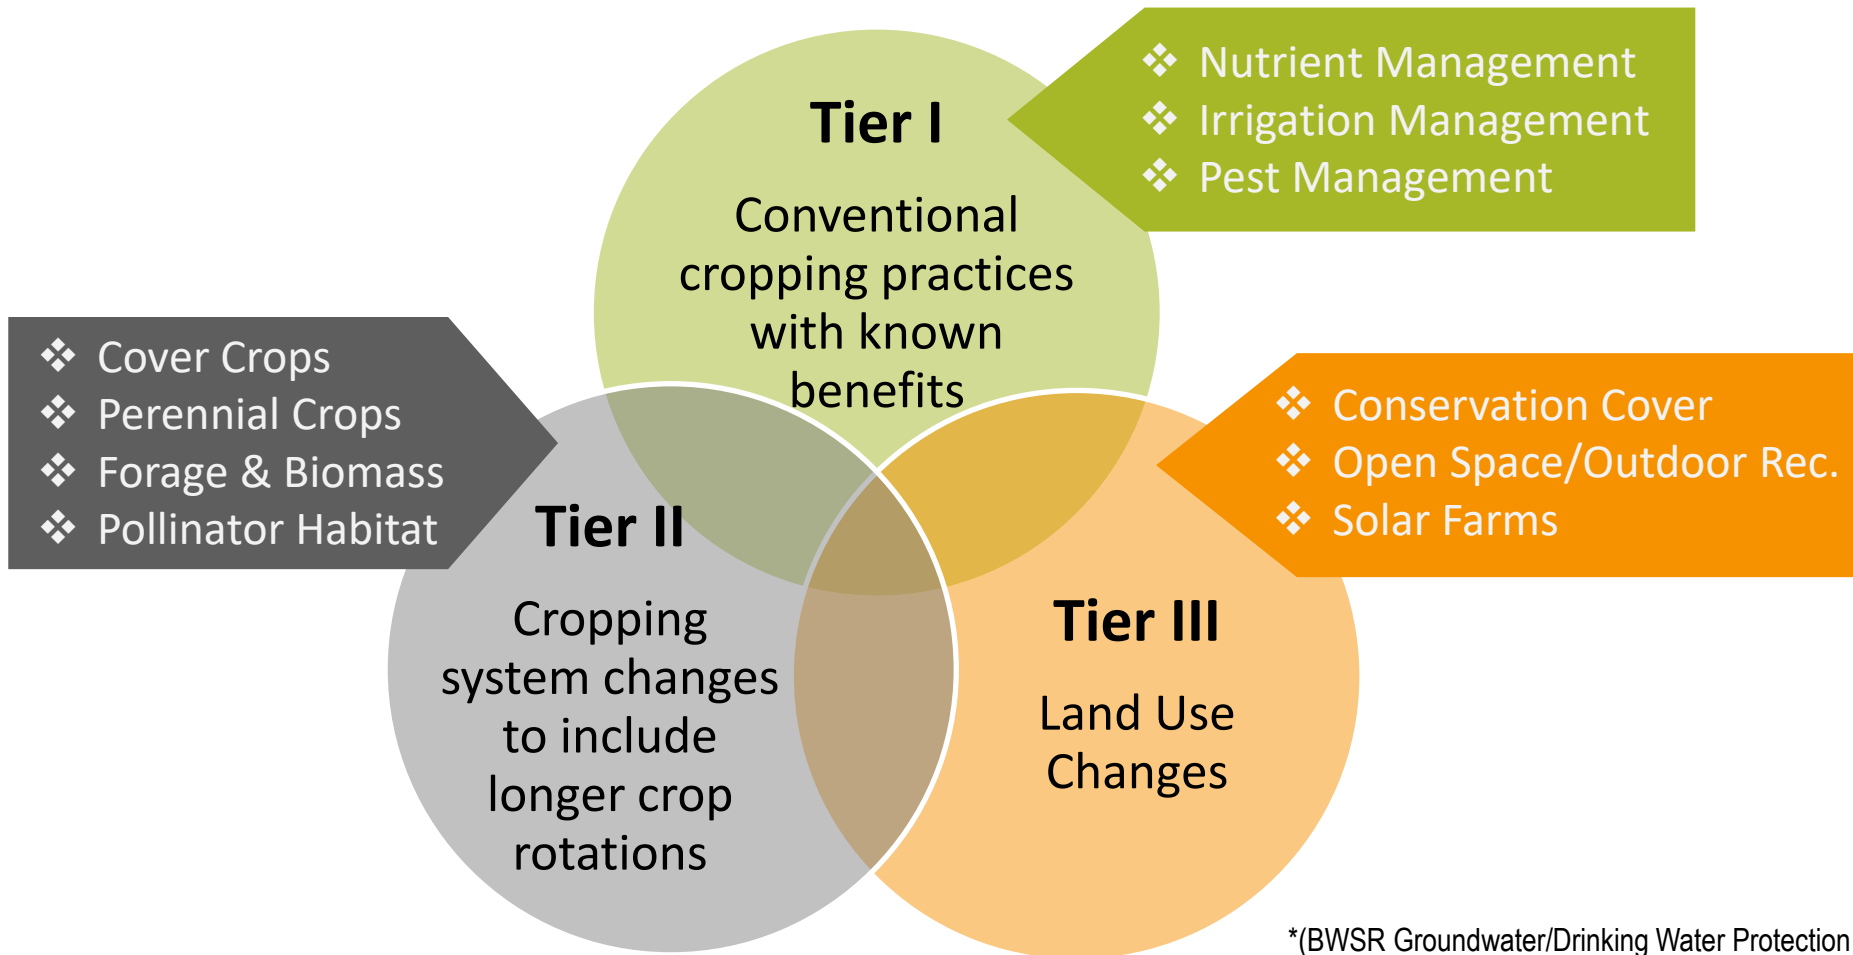 Tier I
Conventional
cropping practices
with known
benefits
❖ Nutrient Management
❖ Irrigation Management
❖ Pest Management
❖ Cover Crops
❖ Perennial Crops
❖ Forage & Biomass
❖ Pollinator Habitat
Tier II
Cropping
system changes
to include
longer crop
rotations
❖ Conservation Cover
❖ Open Space/Outdoor Rec.
❖ Solar Farms
Tier III
Land Use
Changes
*(BWSR Groundwater/Drinking Water Protection